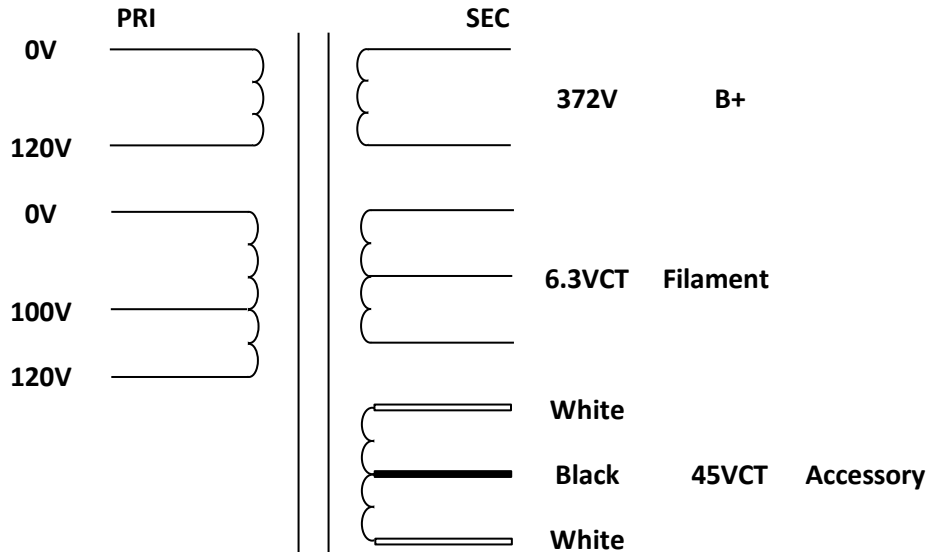 PRI SEC
0V
372V B+
120V
0V
6.3VCT Filament
100V
120V
White
Black 45VCT Accessory
White